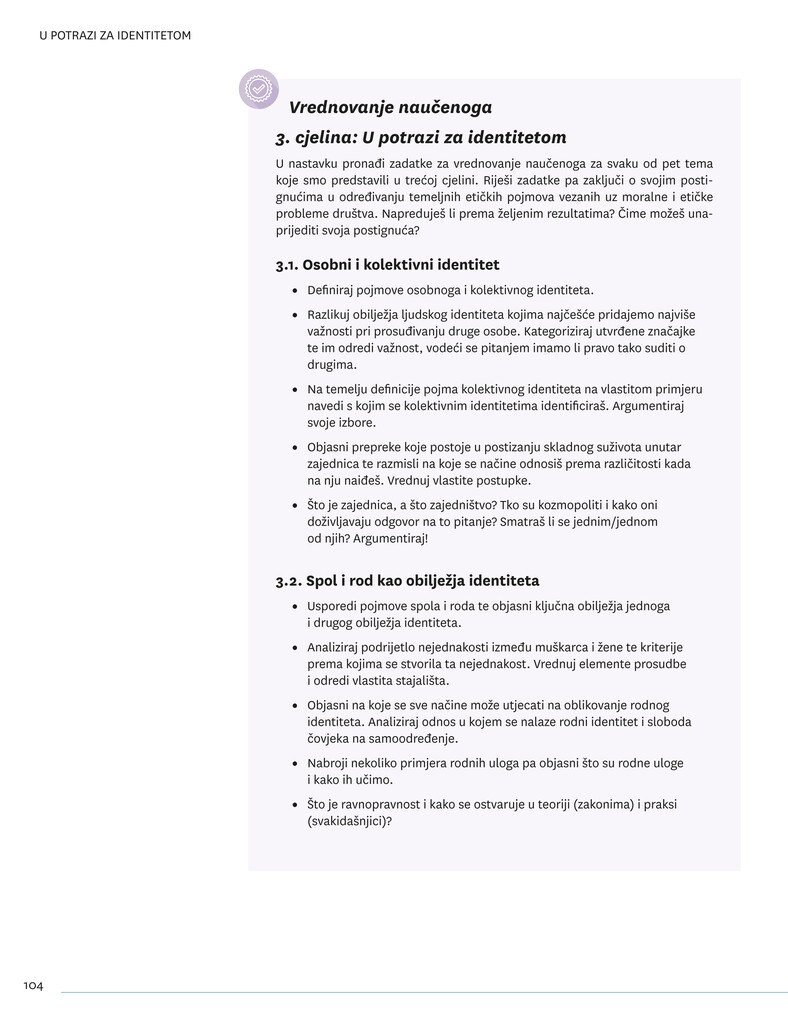 U POTRAZI ZA IDENTITETOM
Vrednovanje naučenoga
3. cjelina: U potrazi za identitetom
U nastavku pronađi zadatke za vrednovanje naučenoga za svaku od pet tema
koje smo predstavili u trećoj cjelini. Riješi zadatke pa zaključi o svojim posti-
gnućima u određivanju temeljnih etičkih pojmova vezanih uz moralne i etičke
probleme društva. Napreduješ li prema željenim rezultatima? Čime možeš una-
prijediti svoja postignuća?
3.1. Osobni i kolektivni identitet
• Definiraj pojmove osobnoga i kolektivnog identiteta.
• Razlikuj obilježja ljudskog identiteta kojima najčešće pridajemo najviše
važnosti pri prosuđivanju druge osobe. Kategoriziraj utvrđene značajke
te im odredi važnost, vodeći se pitanjem imamo li pravo tako suditi o
drugima.
• Na temelju definicije pojma kolektivnog identiteta na vlastitom primjeru
navedi s kojim se kolektivnim identitetima identificiraš. Argumentiraj
svoje izbore.
• Objasni prepreke koje postoje u postizanju skladnog suživota unutar
zajednica te razmisli na koje se načine odnosiš prema različitosti kada
na nju naiđeš. Vrednuj vlastite postupke.
• Što je zajednica, a što zajedništvo? Tko su kozmopoliti i kako oni
doživljavaju odgovor na to pitanje? Smatraš li se jednim/jednom
od njih? Argumentiraj!
3.2. Spol i rod kao obilježja identiteta
• Usporedi pojmove spola i roda te objasni ključna obilježja jednoga
i drugog obilježja identiteta.
• Analiziraj podrijetlo nejednakosti između muškarca i žene te kriterije
prema kojima se stvorila ta nejednakost. Vrednuj elemente prosudbe
i odredi vlastita stajališta.
• Objasni na koje se sve načine može utjecati na oblikovanje rodnog
identiteta. Analiziraj odnos u kojem se nalaze rodni identitet i sloboda
čovjeka na samoodređenje.
• Nabroji nekoliko primjera rodnih uloga pa objasni što su rodne uloge
i kako ih učimo.
• Što je ravnopravnost i kako se ostvaruje u teoriji (zakonima) i praksi
(svakidašnjici)?
104